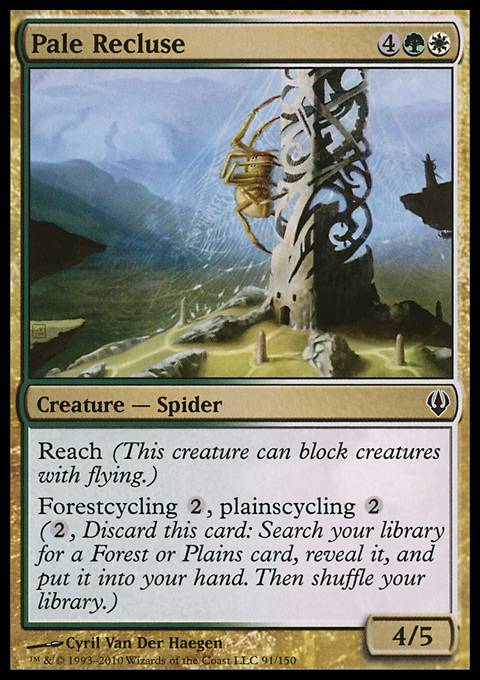 Pale Recluse 4
Creature — Spider
Reach (This creature can block creatures
with flying.)
Forestcycling 2, plainscycling 2
(2, Discard this card: Search your library
for a Forest or Plains card, reveal it, and
put it into your hand. Then shuffle your
library.)
4/5
Cyril Van Der Haegen
™ & © 1993–2010 Wizards of the Coast LLC 91/150